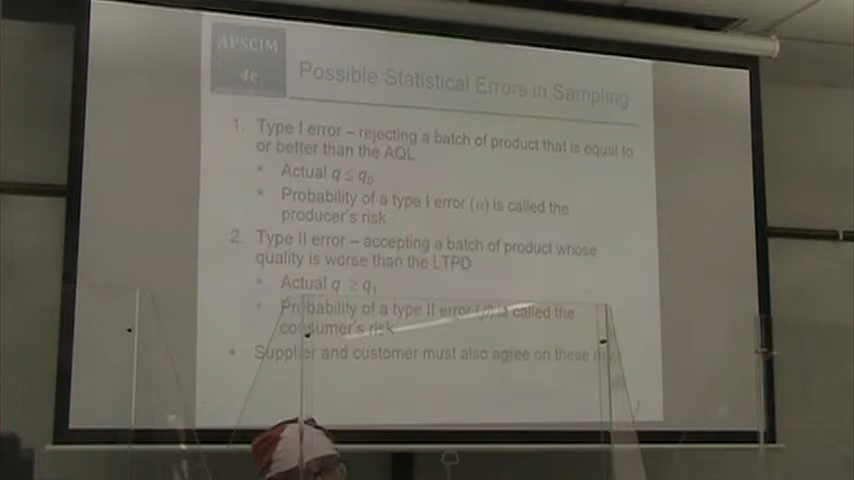 APSCIM
4e
Possible Statistical Errors in Sampling
1. Type I error – rejecting a batch of product that is equal to
or better than the AQL
• Actual q ≤ q₀
• Probability of a type I error (α) is called the
producer's risk
2. Type II error – accepting a batch of product whose
quality is worse than the LTPD
• Actual q ≥ q₁
• Probability of a type II error (β) is called the
consumer's risk
• Supplier and customer must also agree on these